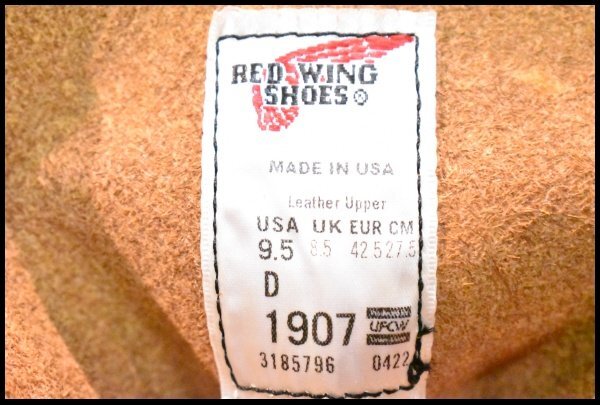 RED WING
SHOES ®
MADE IN USA
Leather Upper
USA UK EUR CM
9.5 8.5 42.5 27.5
D
1907 UFCW
3185796 0422